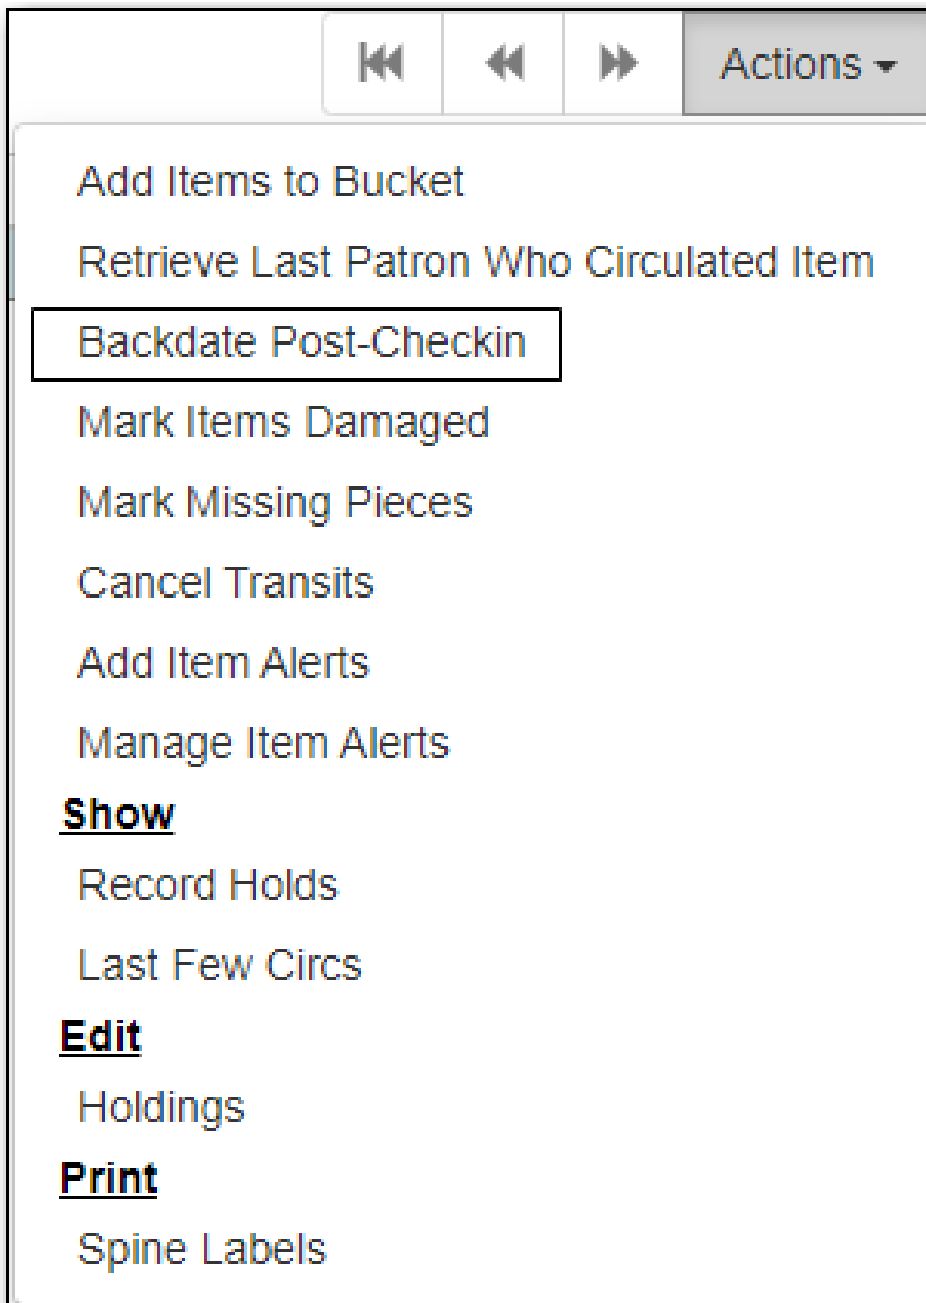 Actions
Add Items to Bucket
Retrieve Last Patron Who Circulated Item
Backdate Post-Checkin
Mark Items Damaged
Mark Missing Pieces
Cancel Transits
Add Item Alerts
Manage Item Alerts
Show
Record Holds
Last Few Circs
Edit
Holdings
Print
Spine Labels